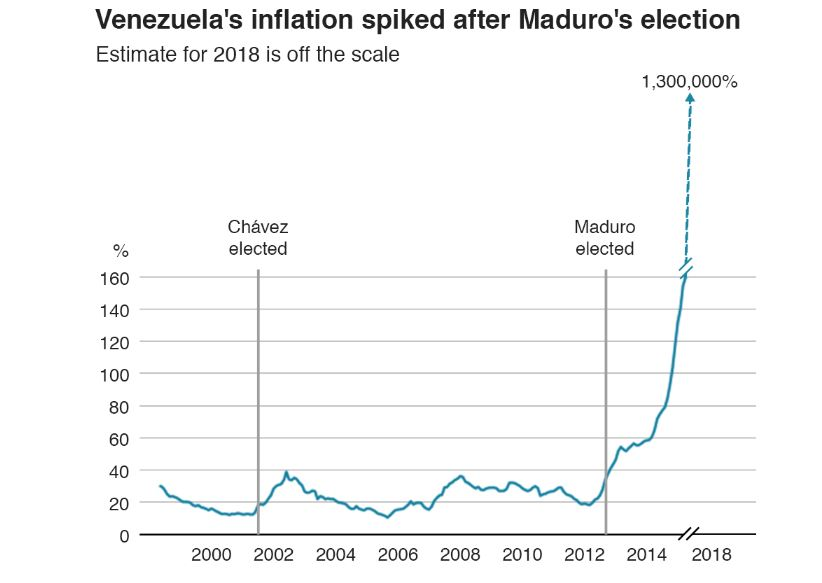 Venezuela's inflation spiked after Maduro's election
Estimate for 2018 is off the scale
1,300,000%
Chávez
elected
Maduro
elected
%
160
140
120
100
80
60
40
20
0
2000 2002 2004 2006 2008 2010 2012 2014 2018